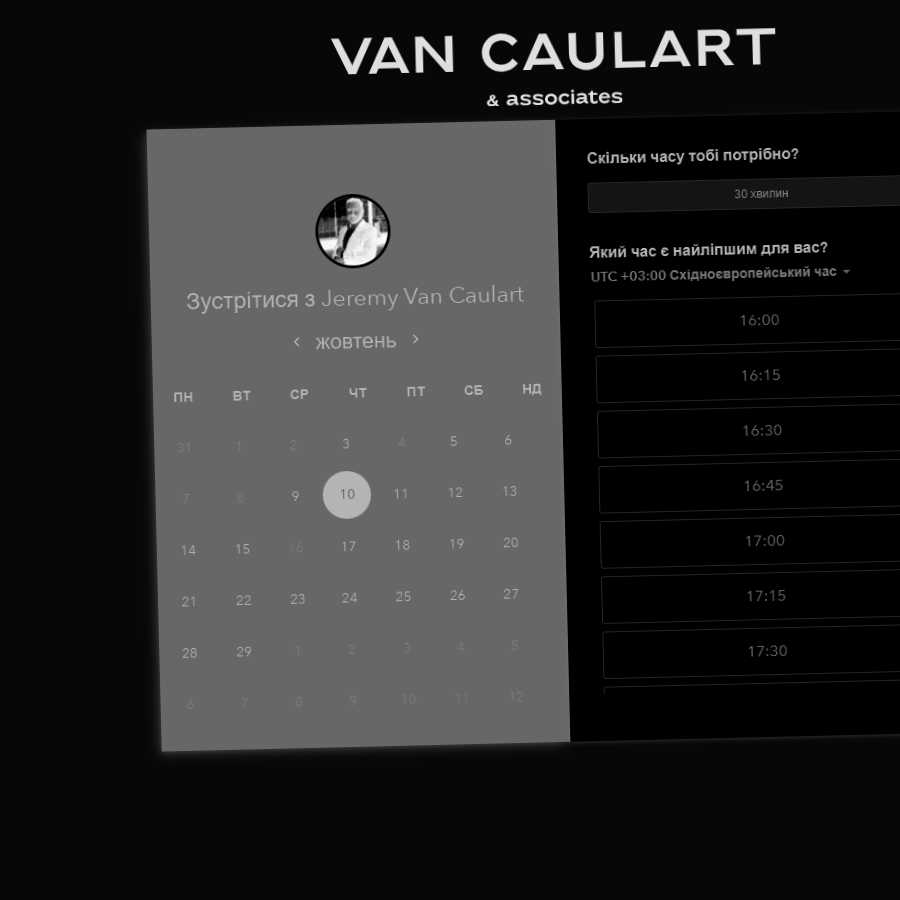 VAN CAULART
& associates
Зустрітися з Jeremy Van Caulart
жовтень
ПН ВТ СР ЧТ ПТ СБ НД
31 1 2 3 4 5 6
7 8 9 10 11 12 13
14 15 16 17 18 19 20
21 22 23 24 25 26 27
28 29 1 2 3 4 5
6 7 8 9 10 11 12
Скільки часу тобі потрібно?
30 хвилин
Який час є найліпшим для вас?
UTC +03:00 Східноєвропейський час
16:00
16:15
16:30
16:45
17:00
17:15
17:30